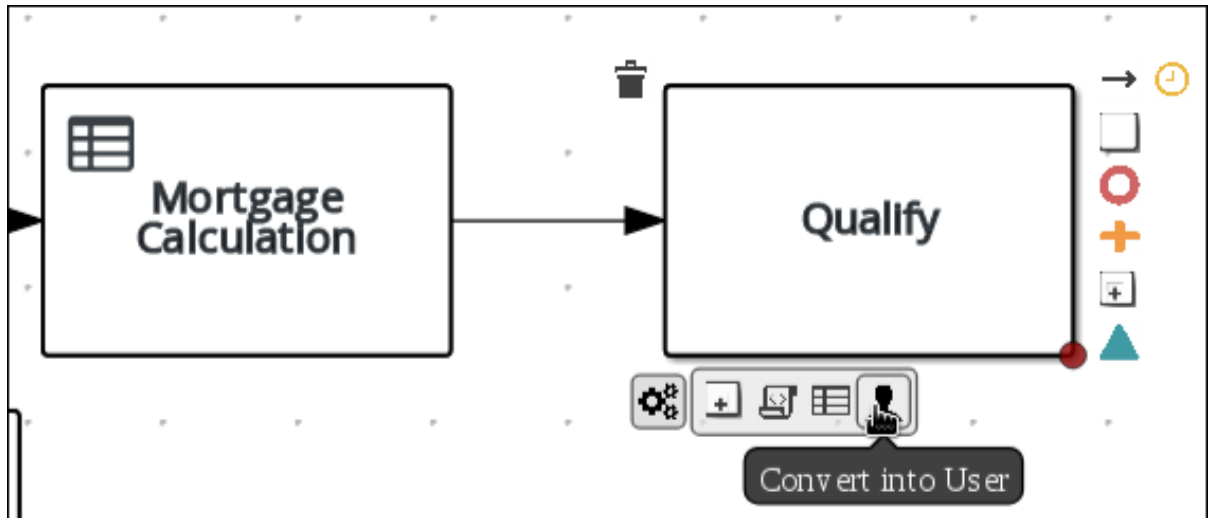 Mortgage
Calculation
Qualify
Convert into User